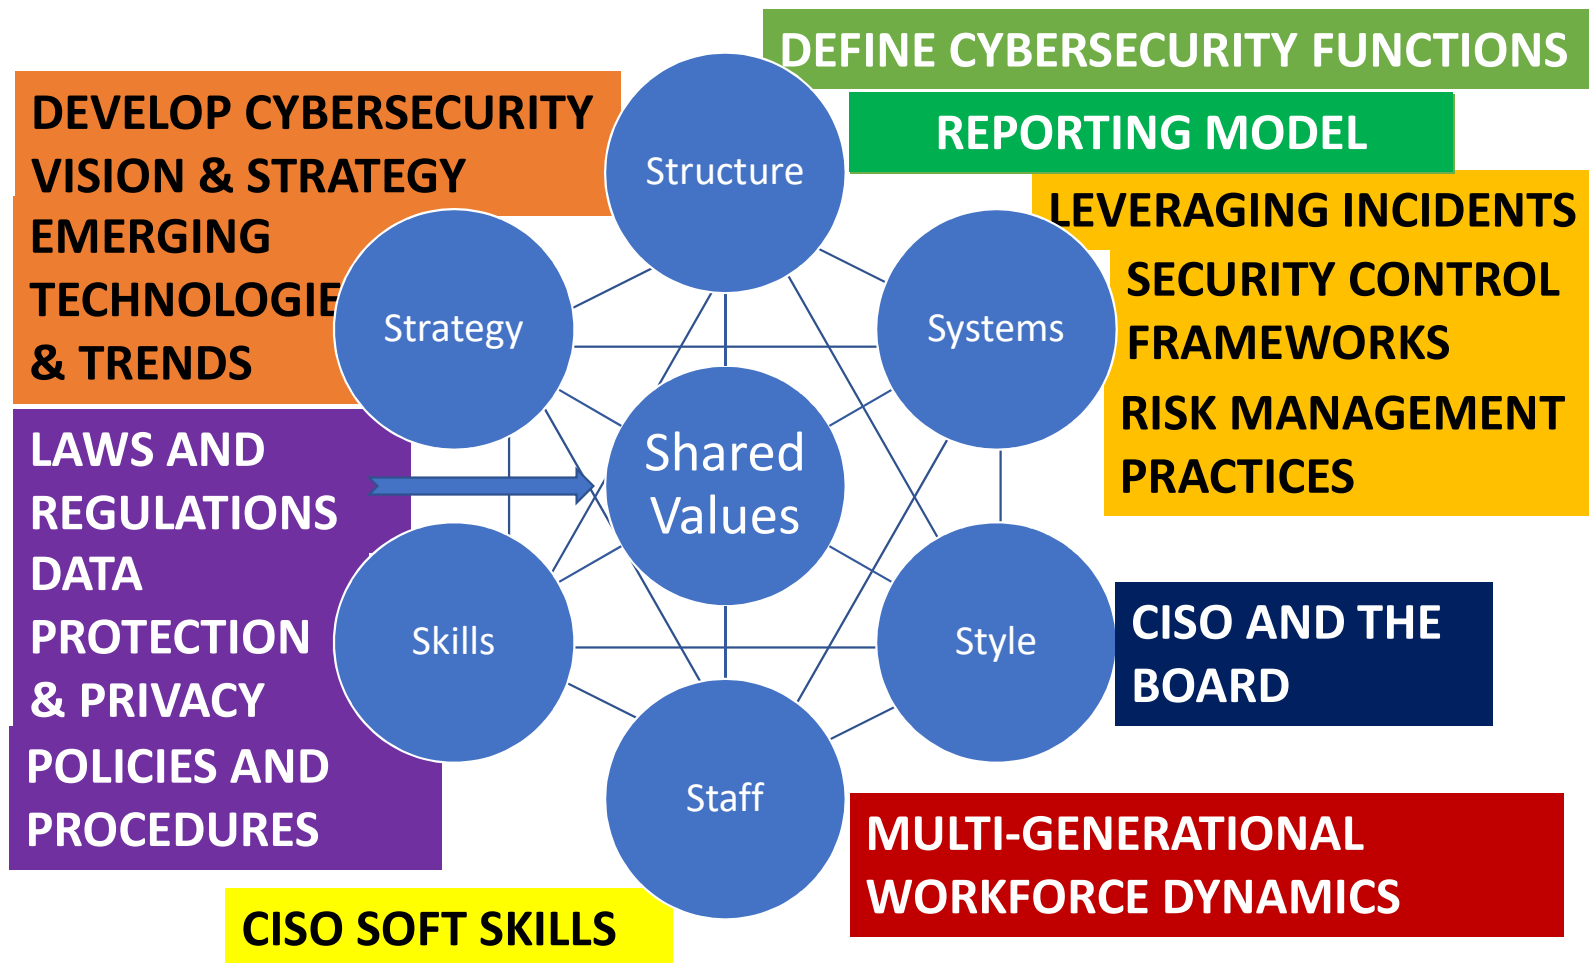 DEFINE CYBERSECURITY FUNCTIONS
REPORTING MODEL
DEVELOP CYBERSECURITY
VISION & STRATEGY
EMERGING
TECHNOLOGIE
& TRENDS
Structure
Strategy
Systems
LEVERAGING INCIDENTS
SECURITY CONTROL
FRAMEWORKS
RISK MANAGEMENT
PRACTICES
LAWS AND
REGULATIONS
DATA
PROTECTION
& PRIVACY
POLICIES AND
PROCEDURES
Shared
Values
Skills
Style
CISO AND THE
BOARD
Staff
MULTI-GENERATIONAL
WORKFORCE DYNAMICS
CISO SOFT SKILLS